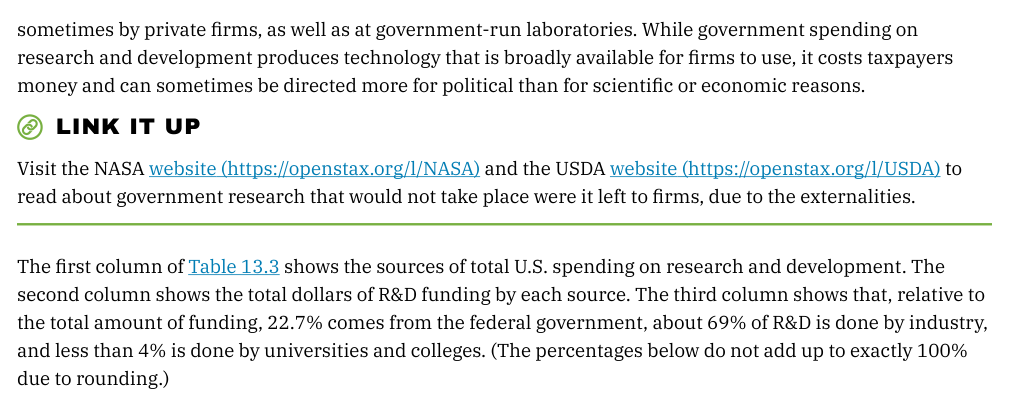 sometimes by private firms, as well as at government-run laboratories. While government spending on
research and development produces technology that is broadly available for firms to use, it costs taxpayers
money and can sometimes be directed more for political than for scientific or economic reasons.
LINK IT UP
Visit the NASA website (https://openstax.org/l/NASA) and the USDA website (https://openstax.org/l/USDA) to
read about government research that would not take place were it left to firms, due to the externalities.
The first column of Table 13.3 shows the sources of total U.S. spending on research and development. The
second column shows the total dollars of R&D funding by each source. The third column shows that, relative to
the total amount of funding, 22.7% comes from the federal government, about 69% of R&D is done by industry,
and less than 4% is done by universities and colleges. (The percentages below do not add up to exactly 100%
due to rounding.)